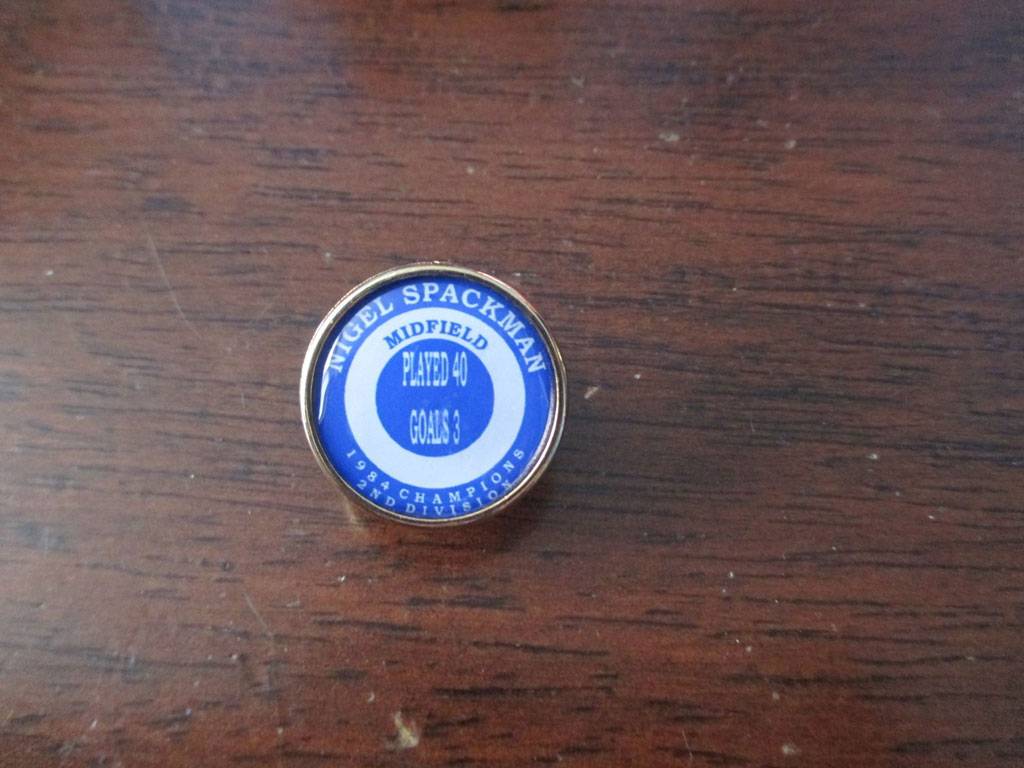 NIGEL SPACKMAN
MIDFIELD
PLAYED 40
GOALS 3
1984 CHAMPIONS
2ND DIVISION